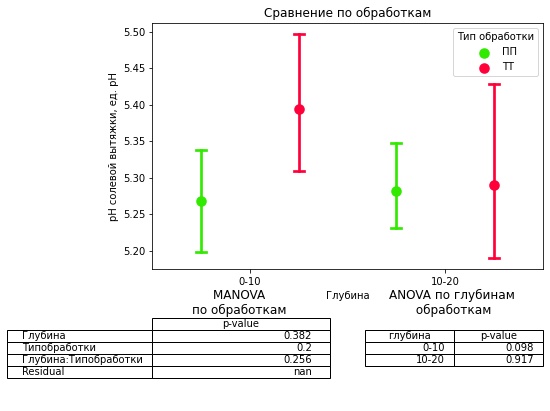 Сравнение по обработкам
рН солевой вытяжки, ед. рН
5.50
5.45
5.40
5.35
5.30
5.25
5.20
Тип обработки
ПП
ТТ
0-10
10-20
Глубина
MANOVA
по обработкам
p-value
Глубина 0.382
Типобработки 0.2
Глубина:Типобработки 0.256
Residual nan
ANOVA по глубинам
обработкам
глубина p-value
0-10 0.098
10-20 0.917